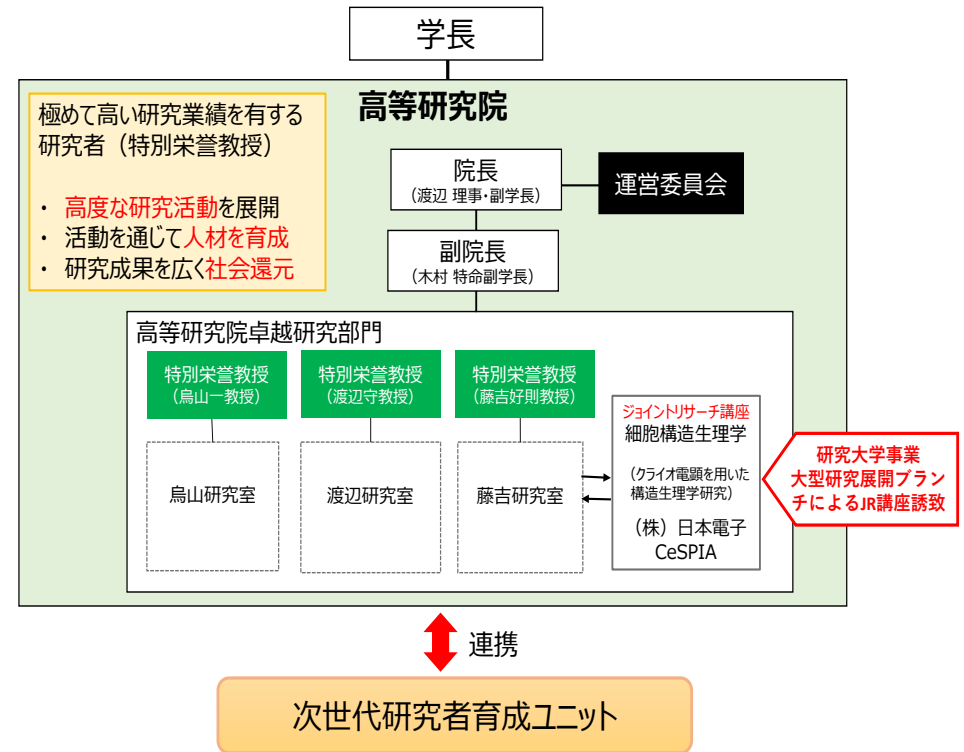 学長
高等研究院
極めて高い研究業績を有する
研究者（特別栄誉教授）
・ 高度な研究活動を展開
・ 活動を通じて人材を育成
・ 研究成果を広く社会還元
院長
（渡辺 理事・副学長）
運営委員会
副院長
（木村 特命副学長）
高等研究院卓越研究部門
特別栄誉教授
（烏山一教授）
特別栄誉教授
（渡辺守教授）
特別栄誉教授
（藤吉好則教授）
烏山研究室
渡辺研究室
藤吉研究室
ジョイントリサーチ講座
細胞構造生理学
（クライオ電顕を用いた
構造生理学研究）
（株）日本電子
CeSPIA
研究大学事業
大型研究展開ブラン
チによるJR講座誘致
連携
次世代研究者育成ユニット